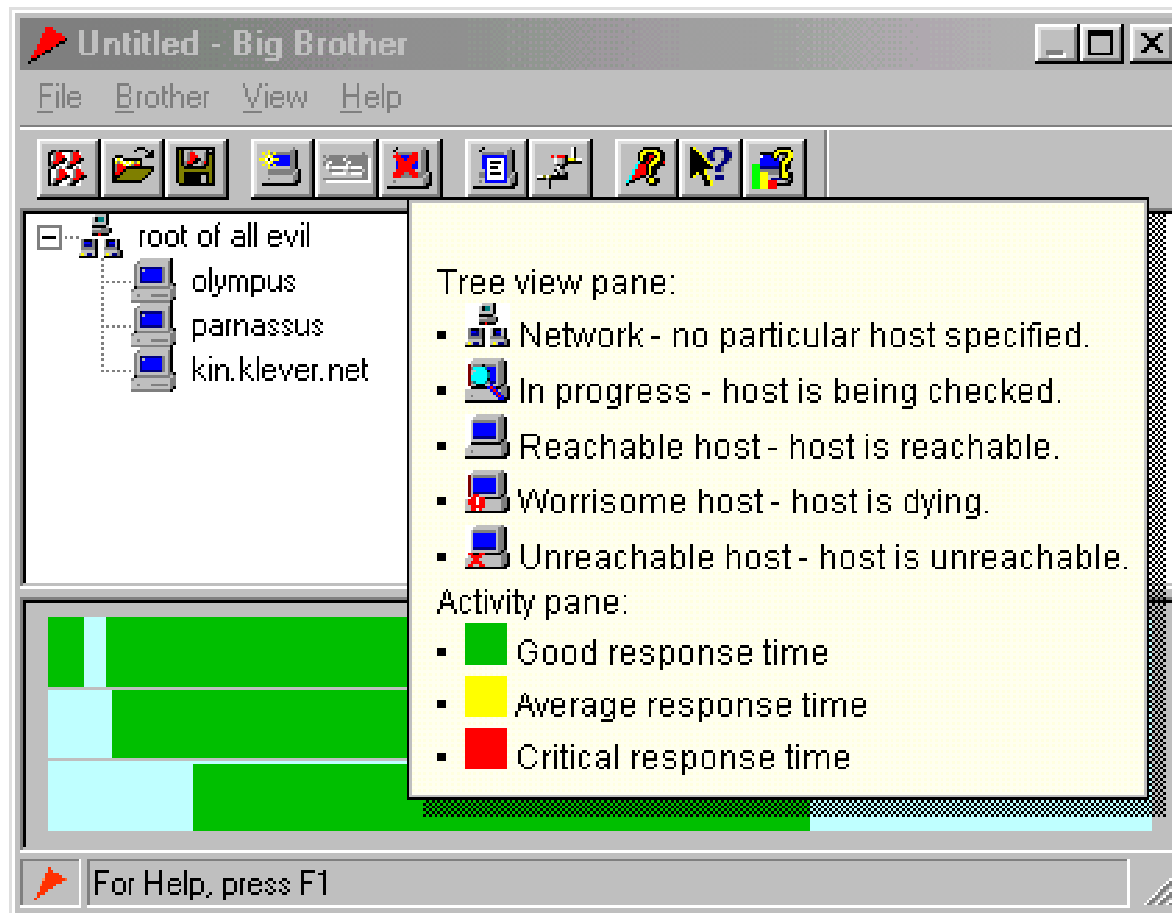 Untitled - Big Brother
File Brother View Help
root of all evil
olympus
parnassus
kin.klever.net
Tree view pane:
Network - no particular host specified.
In progress - host is being checked.
Reachable host - host is reachable.
Worrisome host - host is dying.
Unreachable host - host is unreachable.
Activity pane:
Good response time
Average response time
Critical response time
For Help, press F1